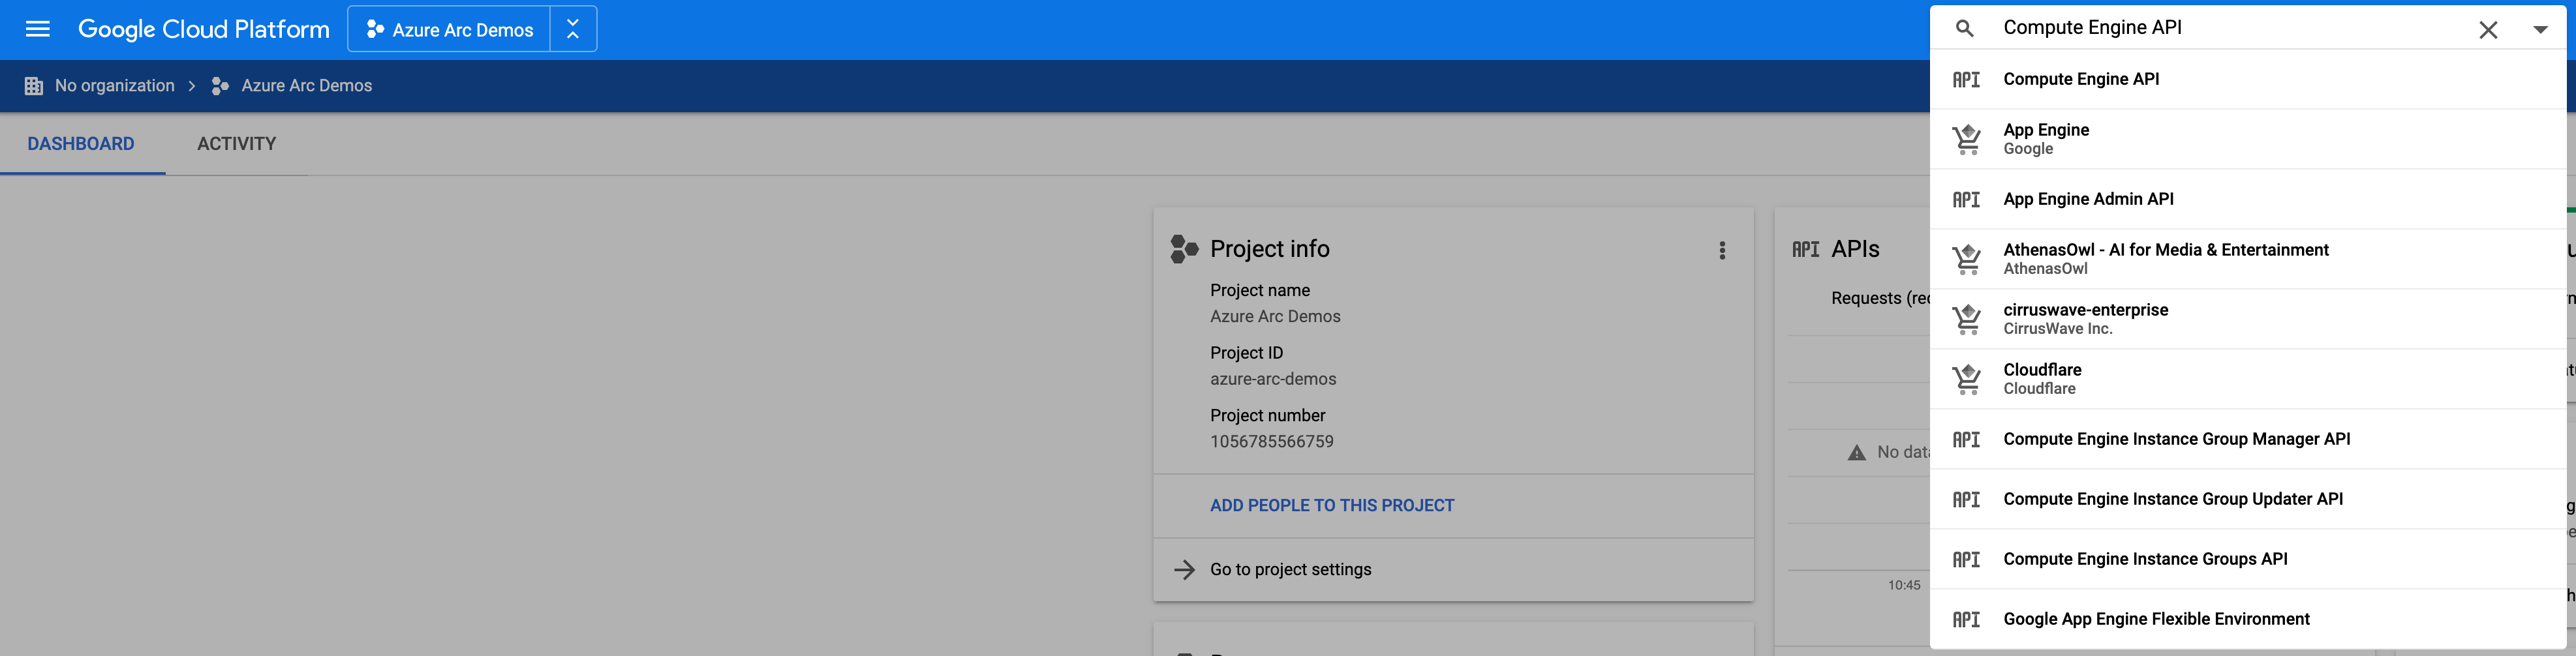 Google Cloud Platform
Azure Arc Demos
Compute Engine API
No organization
Azure Arc Demos
DASHBOARD
ACTIVITY
Project info
Project name
Azure Arc Demos
Project ID
azure-arc-demos
Project number
1056785566759
ADD PEOPLE TO THIS PROJECT
Go to project settings
API APIs
Requests
No
10:45
API Compute Engine API
App Engine
Google
API App Engine Admin API
AthenasOwl - AI for Media & Entertainment
AthenasOwl
cirruswave-enterprise
CirrusWave Inc.
Cloudflare
Cloudflare
API Compute Engine Instance Group Manager API
API Compute Engine Instance Group Updater API
API Compute Engine Instance Groups API
API Google App Engine Flexible Environment